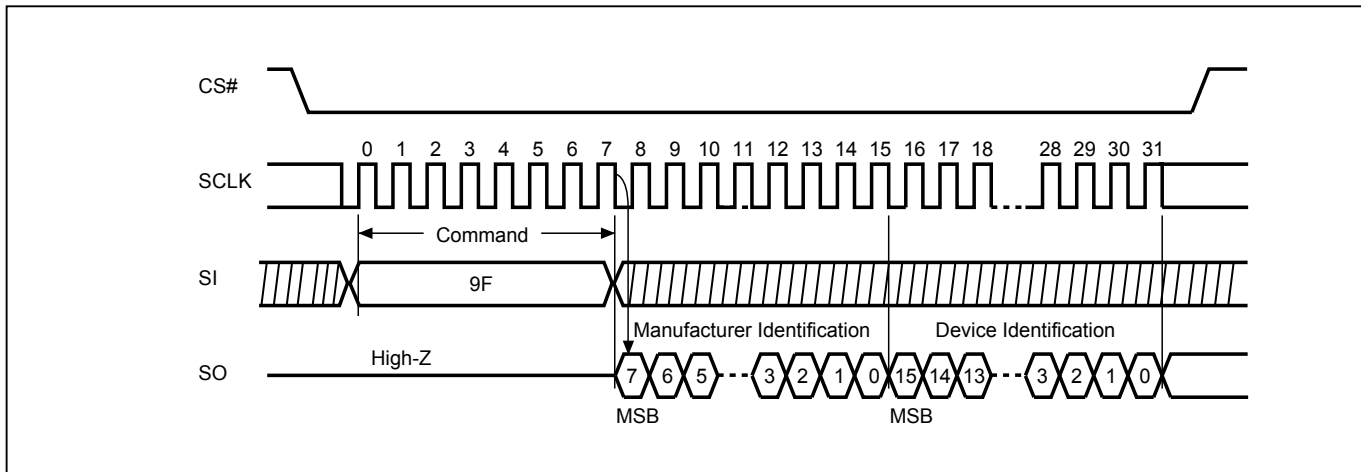 CS#
0 1 2 3 4 5 6 7 8 9 10 11 12 13 14 15 16 17 18 28 29 30 31
SCLK
Command
SI
9F
Manufacturer Identification Device Identification
High-Z
SO
7 6 5 3 2 1 0 15 14 13 3 2 1 0
MSB MSB